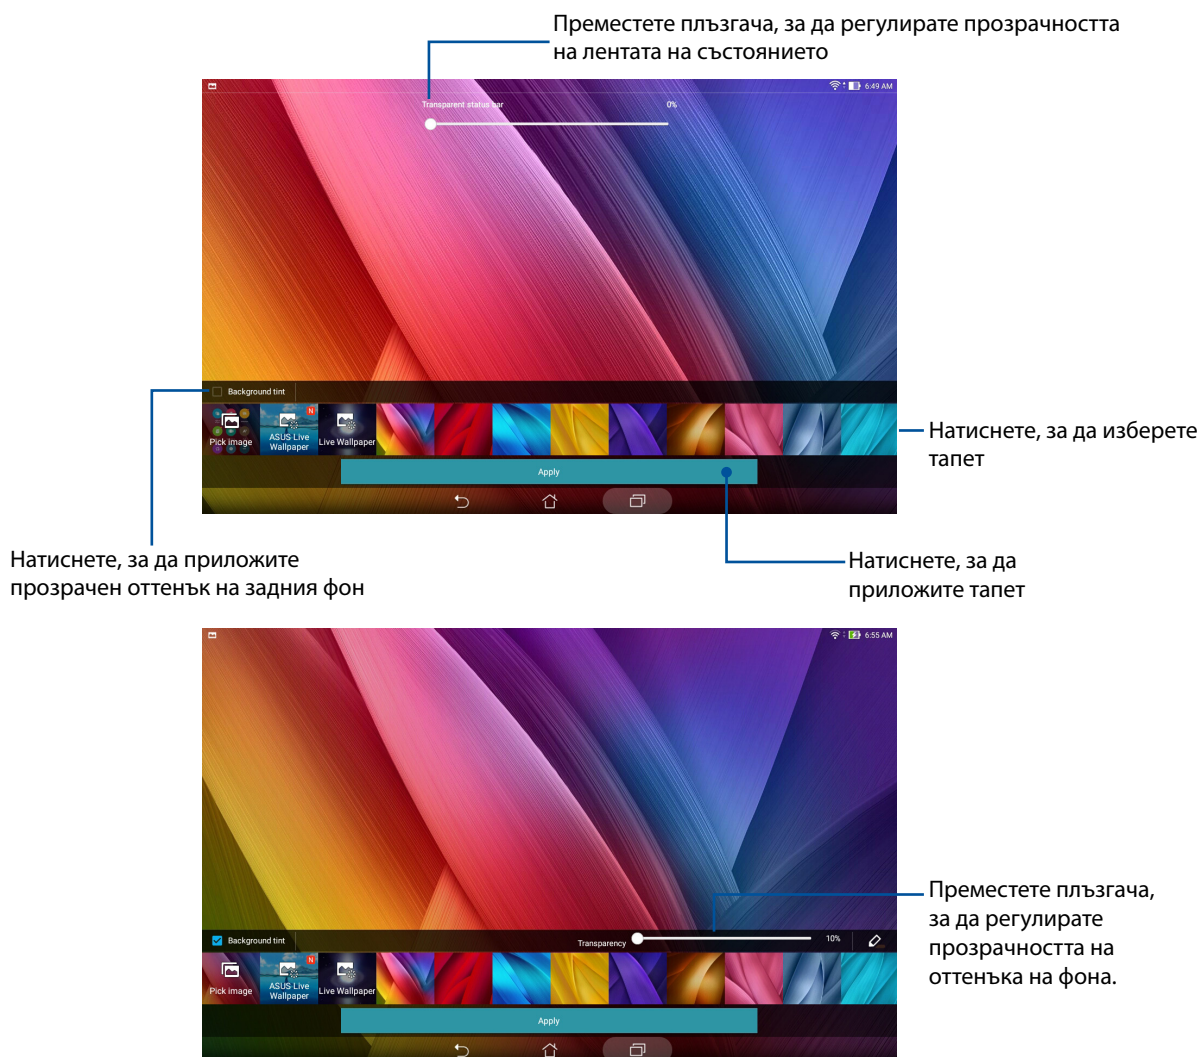 Преместете плъзгача, за да регулирате прозрачността
на лентата на състоянието
6:49 AM
Transparent status bar 0%
Background tint
Pick image
ASUS Live
Wallpaper
N
Live Wallpaper
Apply
Натиснете, за да изберете
тапет
Натиснете, за да приложите
прозрачен оттенък на задния фон
Натиснете, за да
приложите тапет
6:55 AM
Background tint
Transparency 10%
Pick image
ASUS Live
Wallpaper
N
Live Wallpaper
Apply
Преместете плъзгача,
за да регулирате
прозрачността на
оттенъка на фона.